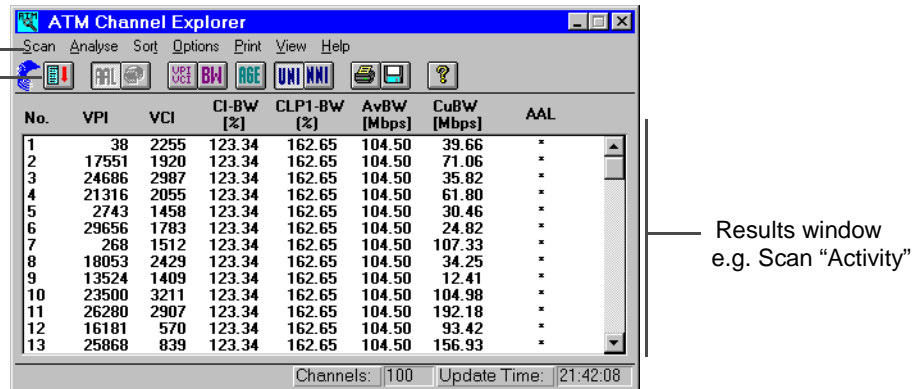 ATM Channel Explorer
Scan Analyse Sort Options Print View Help
AAL VPI VCI BW AGE UNI NNI ?
No. VPI VCI CI-BW [%] CLP1-BW [%] AvBW [Mbps] CuBW [Mbps] AAL
1 38 2255 123.34 162.65 104.50 39.66 *
2 17551 1920 123.34 162.65 104.50 71.06 *
3 24686 2987 123.34 162.65 104.50 35.82 *
4 21316 2055 123.34 162.65 104.50 61.80 *
5 2743 1458 123.34 162.65 104.50 30.46 *
6 29656 1783 123.34 162.65 104.50 24.82 *
7 268 1512 123.34 162.65 104.50 107.33 *
8 18053 2429 123.34 162.65 104.50 34.25 *
9 13524 1409 123.34 162.65 104.50 12.41 *
10 23500 3211 123.34 162.65 104.50 104.98 *
11 26280 2907 123.34 162.65 104.50 192.18 *
12 16181 570 123.34 162.65 104.50 93.42 *
13 25868 839 123.34 162.65 104.50 156.93 *
Channels: 100 Update Time: 21:42:08
Results window
e.g. Scan “Activity”